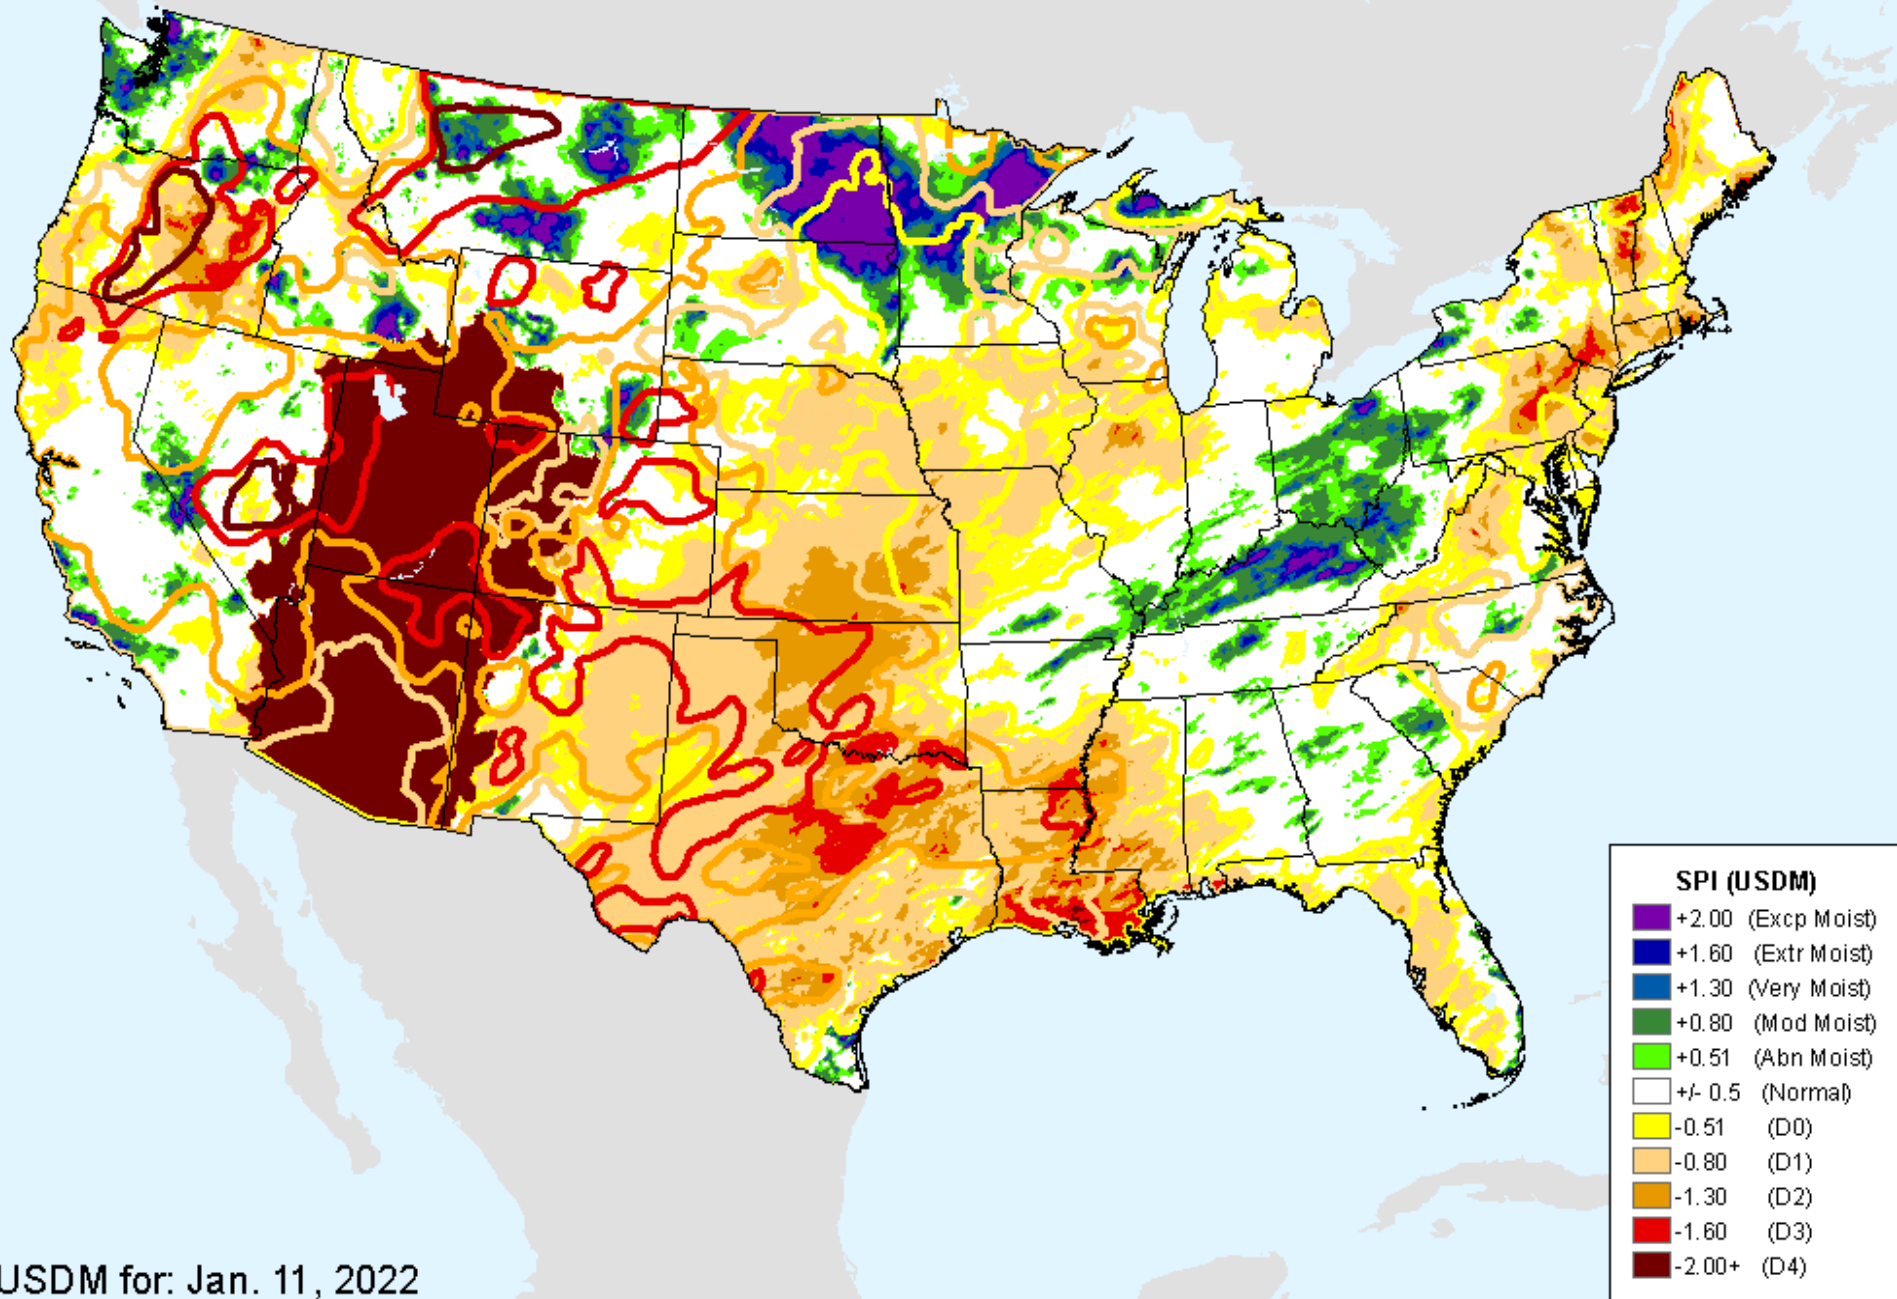 SPI (USDM)
+2.00 (Excp Moist)
+1.60 (Extr Moist)
+1.30 (Very Moist)
+0.80 (Mod Moist)
+0.51 (Abn Moist)
+/- 0.5 (Normal)
-0.51 (D0)
-0.80 (D1)
-1.30 (D2)
-1.60 (D3)
-2.00+ (D4)
USDM for: Jan. 11, 2022